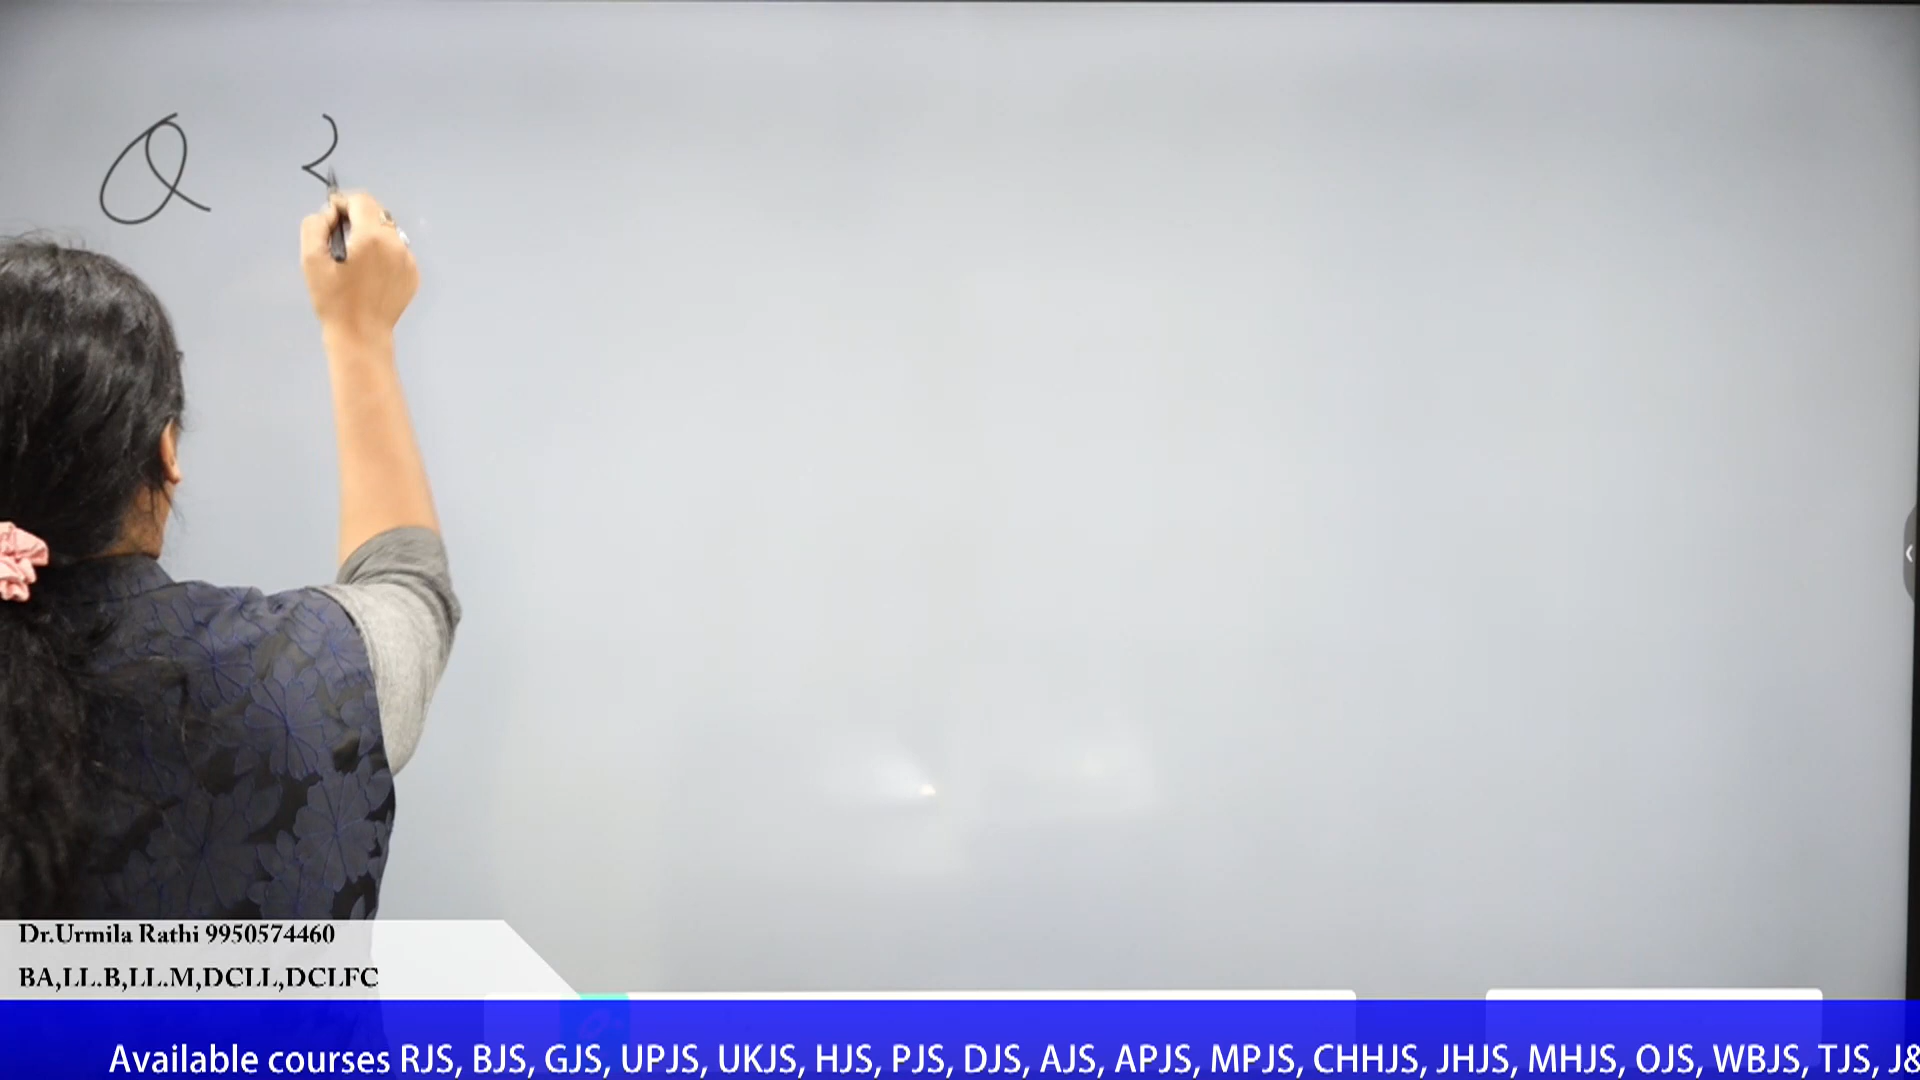 Q 2
Dr.Urmila Rathi 9950574460
BA,LL.B,LL.M,DCLL,DCLFC
Available courses RJS, BJS, GJS, UPJS, UKJS, HJS, PJS, DJS, AJS, APJS, MPJS, CHHJS, JHJS, MHJS, OJS, WBJS, TJS, J&